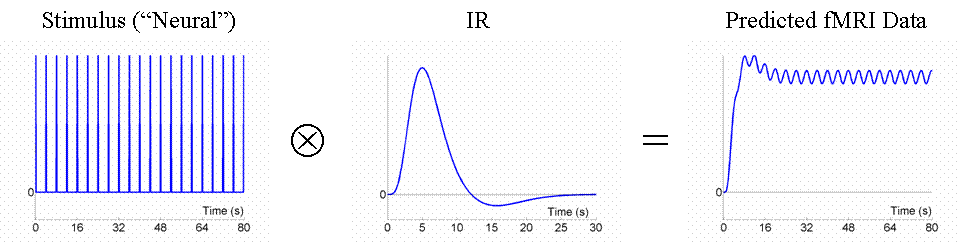 Stimulus (“Neural”)
IR
Predicted fMRI Data
0
Time (s)
0 16 32 48 64 80
⊗
0
Time (s)
0 5 10 15 20 25 30
=
0
Time (s)
0 16 32 48 64 80